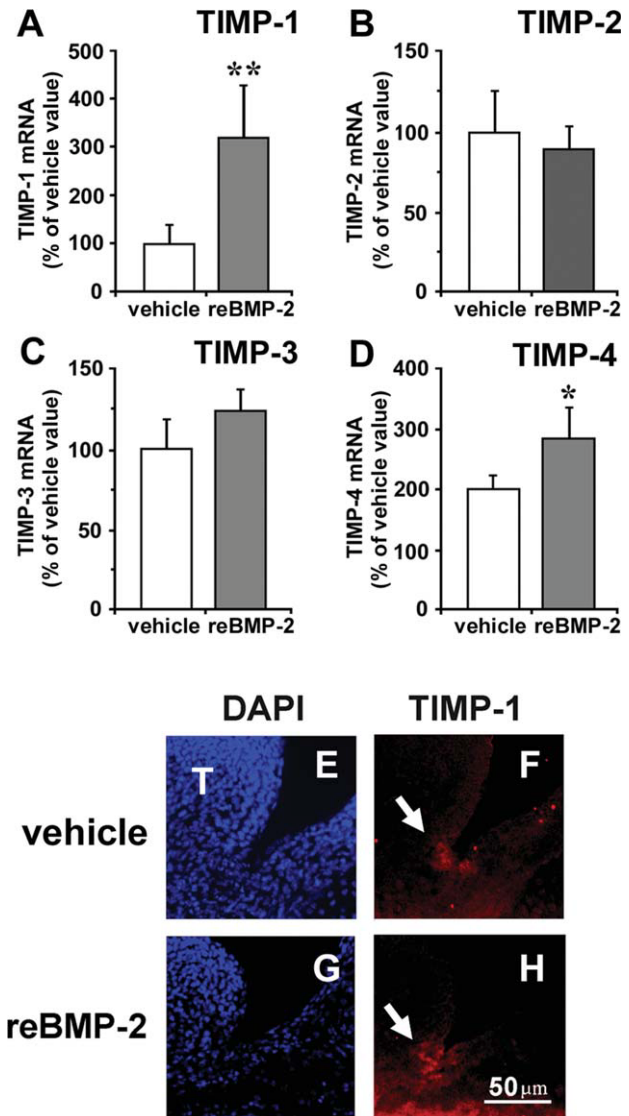 A TIMP-1
TIMP-1 mRNA
(% of vehicle value)
500
400
300
200
100
0
**
vehicle reBMP-2
B TIMP-2
TIMP-2 mRNA
(% of vehicle value)
150
100
50
0
vehicle reBMP-2
C TIMP-3
TIMP-3 mRNA
(% of vehicle value)
150
100
50
0
vehicle reBMP-2
D TIMP-4
TIMP-4 mRNA
(% of vehicle value)
400
300
200
100
0
*
vehicle reBMP-2
DAPI TIMP-1
vehicle
T E
F
reBMP-2
G
H
50 µm